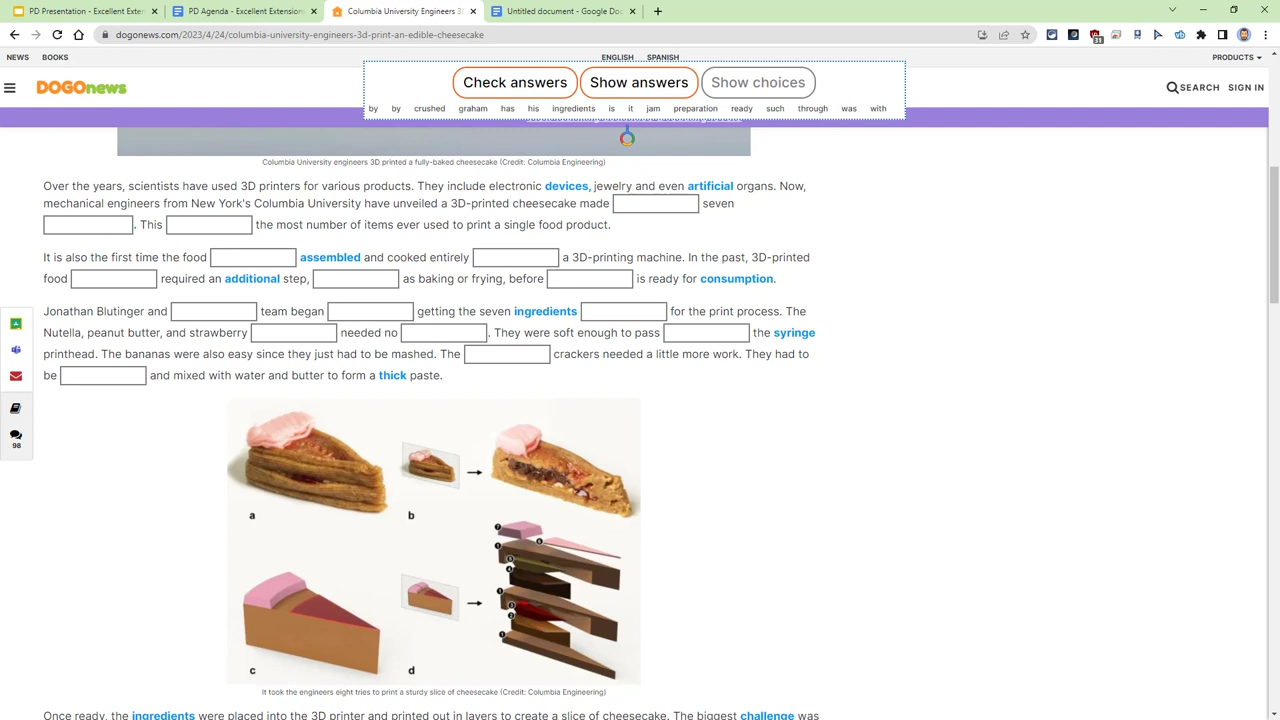 PD Presentation - Excellent Exten
PD Agenda - Excellent Extension
Columbia University Engineers 3D
Untitled document - Google Doc
dogonews.com/2023/4/24/columbia-university-engineers-3d-print-an-edible-cheesecake
31
NEWS BOOKS ENGLISH SPANISH PRODUCTS
Check answers Show answers Show choices
DOGOnews SEARCH SIGN IN
by by crushed graham has his ingredients is it jam preparation ready such through was with
Columbia University engineers 3D printed a fully-baked cheesecake (Credit: Columbia Engineering)
Over the years, scientists have used 3D printers for various products. They include electronic devices, jewelry and even artificial organs. Now,
mechanical engineers from New York's Columbia University have unveiled a 3D-printed cheesecake made seven
. This the most number of items ever used to print a single food product.
It is also the first time the food assembled and cooked entirely a 3D-printing machine. In the past, 3D-printed
food required an additional step, as baking or frying, before is ready for consumption.
Jonathan Blutinger and team began getting the seven ingredients for the print process. The
Nutella, peanut butter, and strawberry needed no . They were soft enough to pass the syringe
printhead. The bananas were also easy since they just had to be mashed. The crackers needed a little more work. They had to
be and mixed with water and butter to form a thick paste.
98
a b
c d
It took the engineers eight tries to print a sturdy slice of cheesecake (Credit: Columbia Engineering)
Once ready, the ingredients were placed into the 3D printer and printed out in layers to create a slice of cheesecake. The biggest challenge was